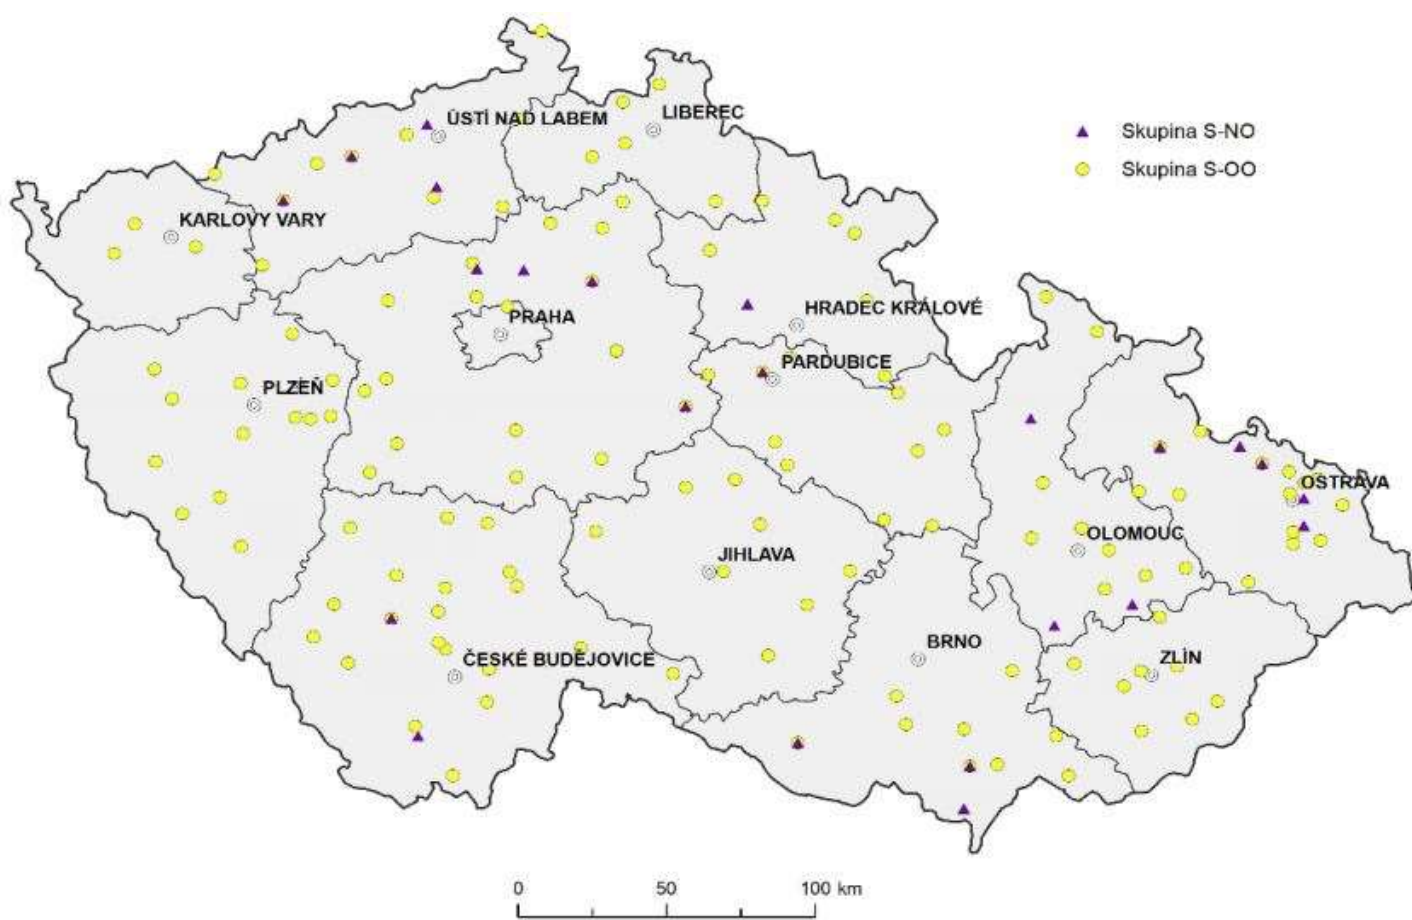 ÚSTÍ NAD LABEM
LIBEREC
Skupina S-NO
Skupina S-OO
KARLOVY VARY
HRADEC KRÁLOVÉ
PRAHA
PARDUBICE
PLZEŇ
OSTRAVA
OLOMOUC
JIHLAVA
BRNO
ZLÍN
ČESKÉ BUDĚJOVICE
0 50 100 km